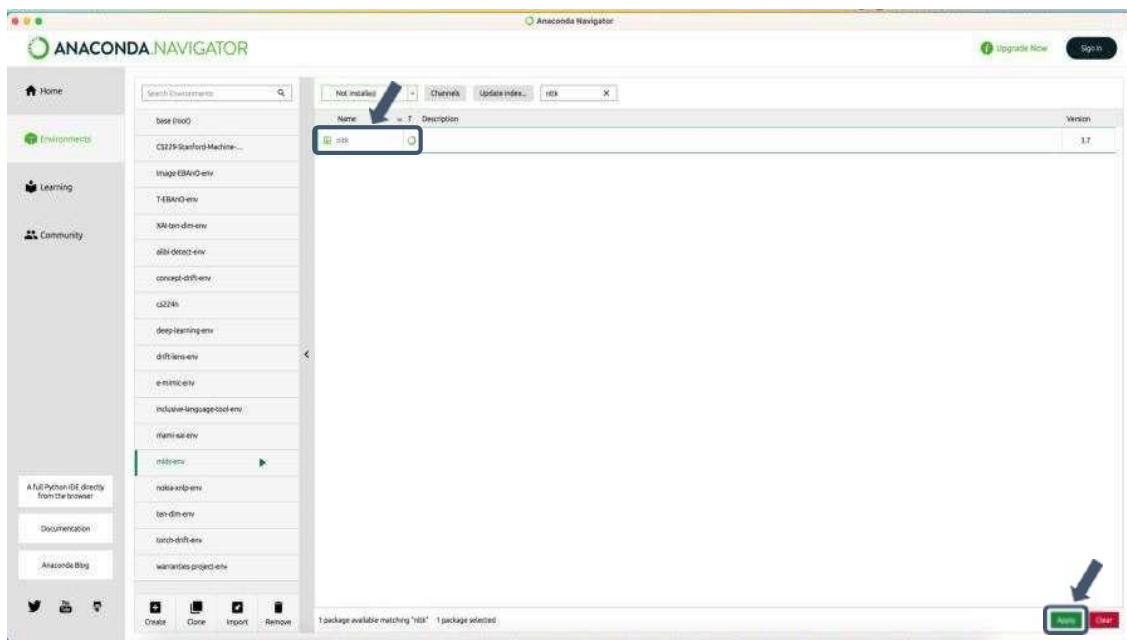 Anaconda Navigator
ANACONDA.NAVIGATOR
Upgrade Now
Sign in
Home
Environments
Learning
Community
A full Python IDE directly
from the browser
Documentation
Anaconda Blog
Search Environments
base (root)
CS229-Stanford-Machine-...
Image-EBAnO-env
T-EBAnO-env
XAI-ten-dim-env
alibi-detect-env
concept-drift-env
cs224n
deep-learning-env
drift-lens-env
e-mimic-env
inclusive-language-tool-env
mami-xai-env
mlds-env
nokia-xnlp-env
ten-dim-env
torch-drift-env
warranties-project-env
Create Clone Import Remove
Not installed Channels Update index... nltk X
Name T Description Version
nltk 3.7
1 package available matching "nltk" 1 package selected
Apply Clear